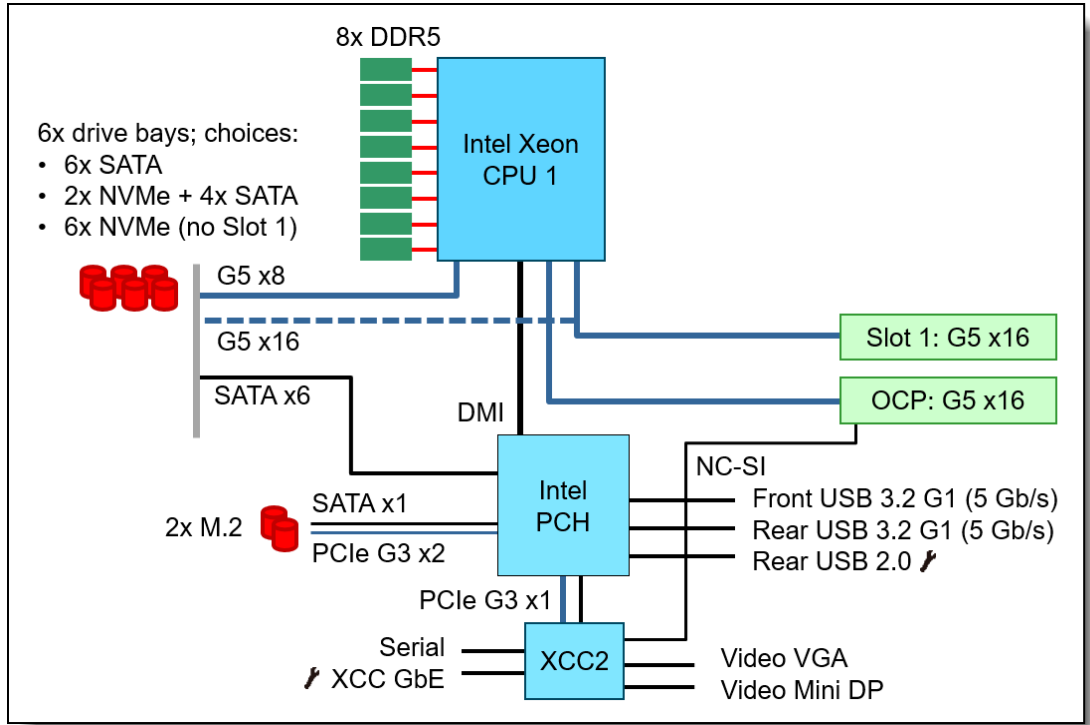 8x DDR5
6x drive bays; choices:
• 6x SATA
• 2x NVMe + 4x SATA
• 6x NVMe (no Slot 1)
Intel Xeon
CPU 1
G5 x8
G5 x16
SATA x6
Slot 1: G5 x16
OCP: G5 x16
DMI
NC-SI
Intel
PCH
2x M.2
SATA x1
PCIe G3 x2
Front USB 3.2 G1 (5 Gb/s)
Rear USB 3.2 G1 (5 Gb/s)
Rear USB 2.0
PCIe G3 x1
Serial
XCC GbE
XCC2
Video VGA
Video Mini DP